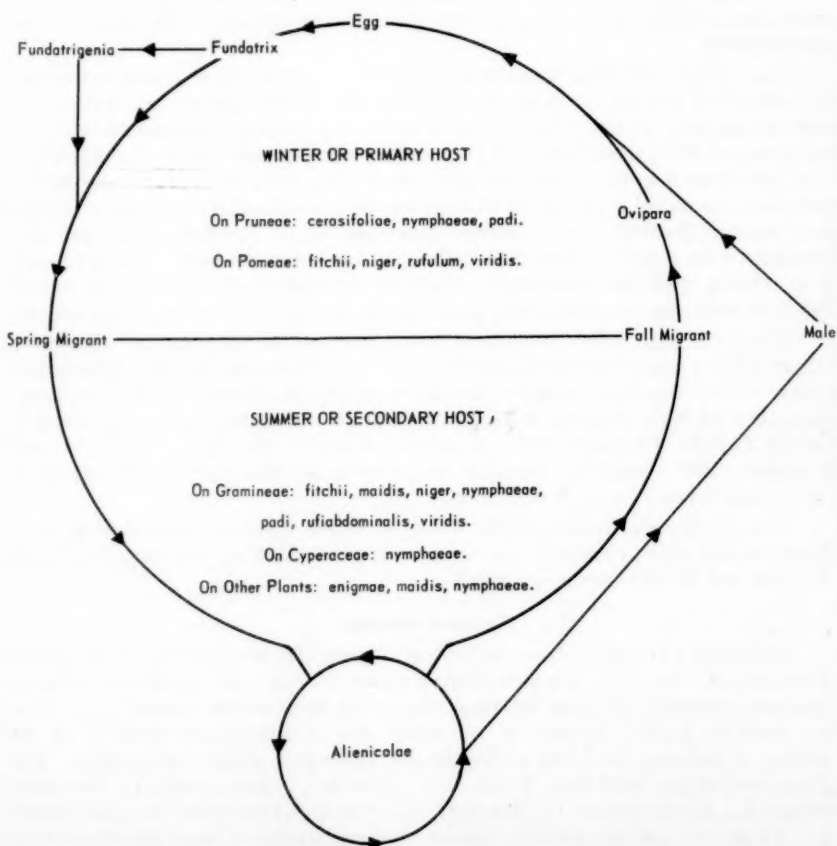 Egg
Fundatrigenia
Fundatrix
WINTER OR PRIMARY HOST
On Pruneae: cerasifoliae, nymphaeae, padi.
Ovipara
On Pomeae: fitchii, niger, rufulum, viridis.
Spring Migrant
Fall Migrant
Male
SUMMER OR SECONDARY HOST
On Gramineae: fitchii, maidis, niger, nymphaeae,
padi, rufiabdominalis, viridis.
On Cyperaceae: nymphaeae.
On Other Plants: enigmae, maidis, nymphaeae.
Alienicolae